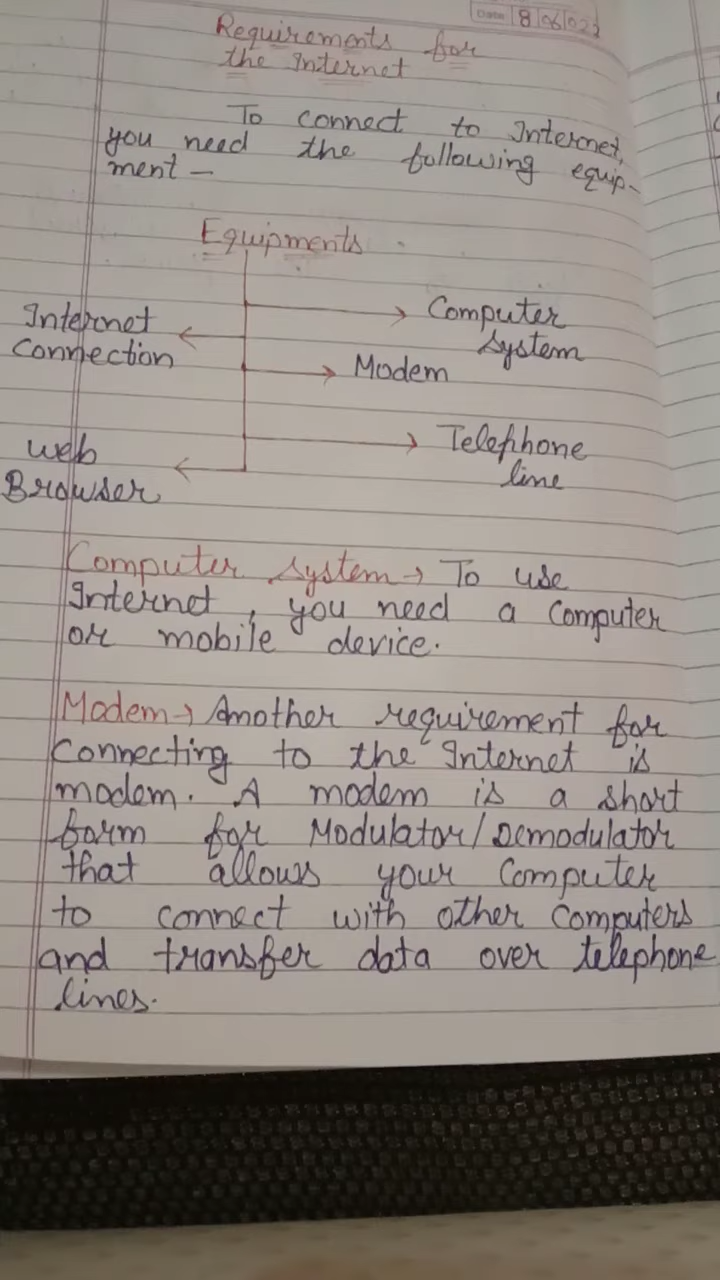 Date 8/06/023
Requirements for
the Internet
To connect to Internet,
you need the following equip-
ment –
Equipments
Internet
Connection
Computer
System
Modem
Telephone
line
web
Browser
Computer System → To use
Internet, you need a Computer
or mobile device.
Modem → Another requirement for
Connecting to the Internet is
modem. A modem is a short
form for Modulator/Demodulator
that allows your Computer
to connect with other Computers
and transfer data over telephone
lines.